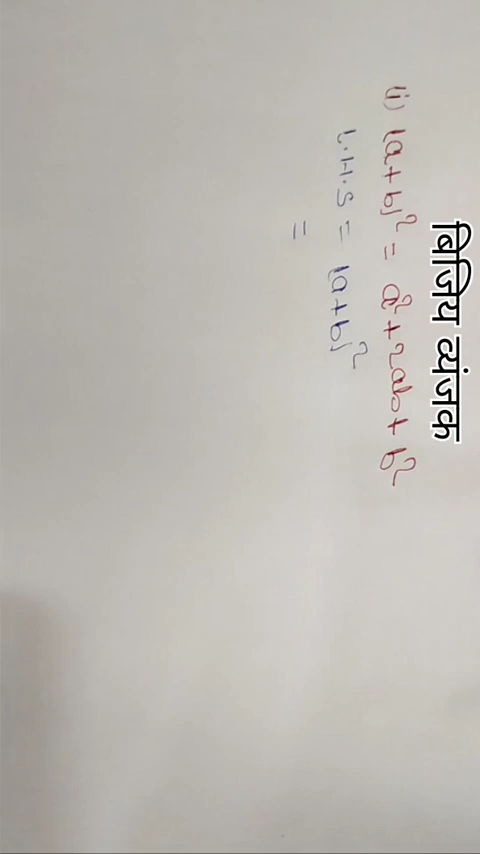 बिजिय व्यंजक
(i) (a+b)² = a²+2ab+b²
L.H.S = (a+b)²
=